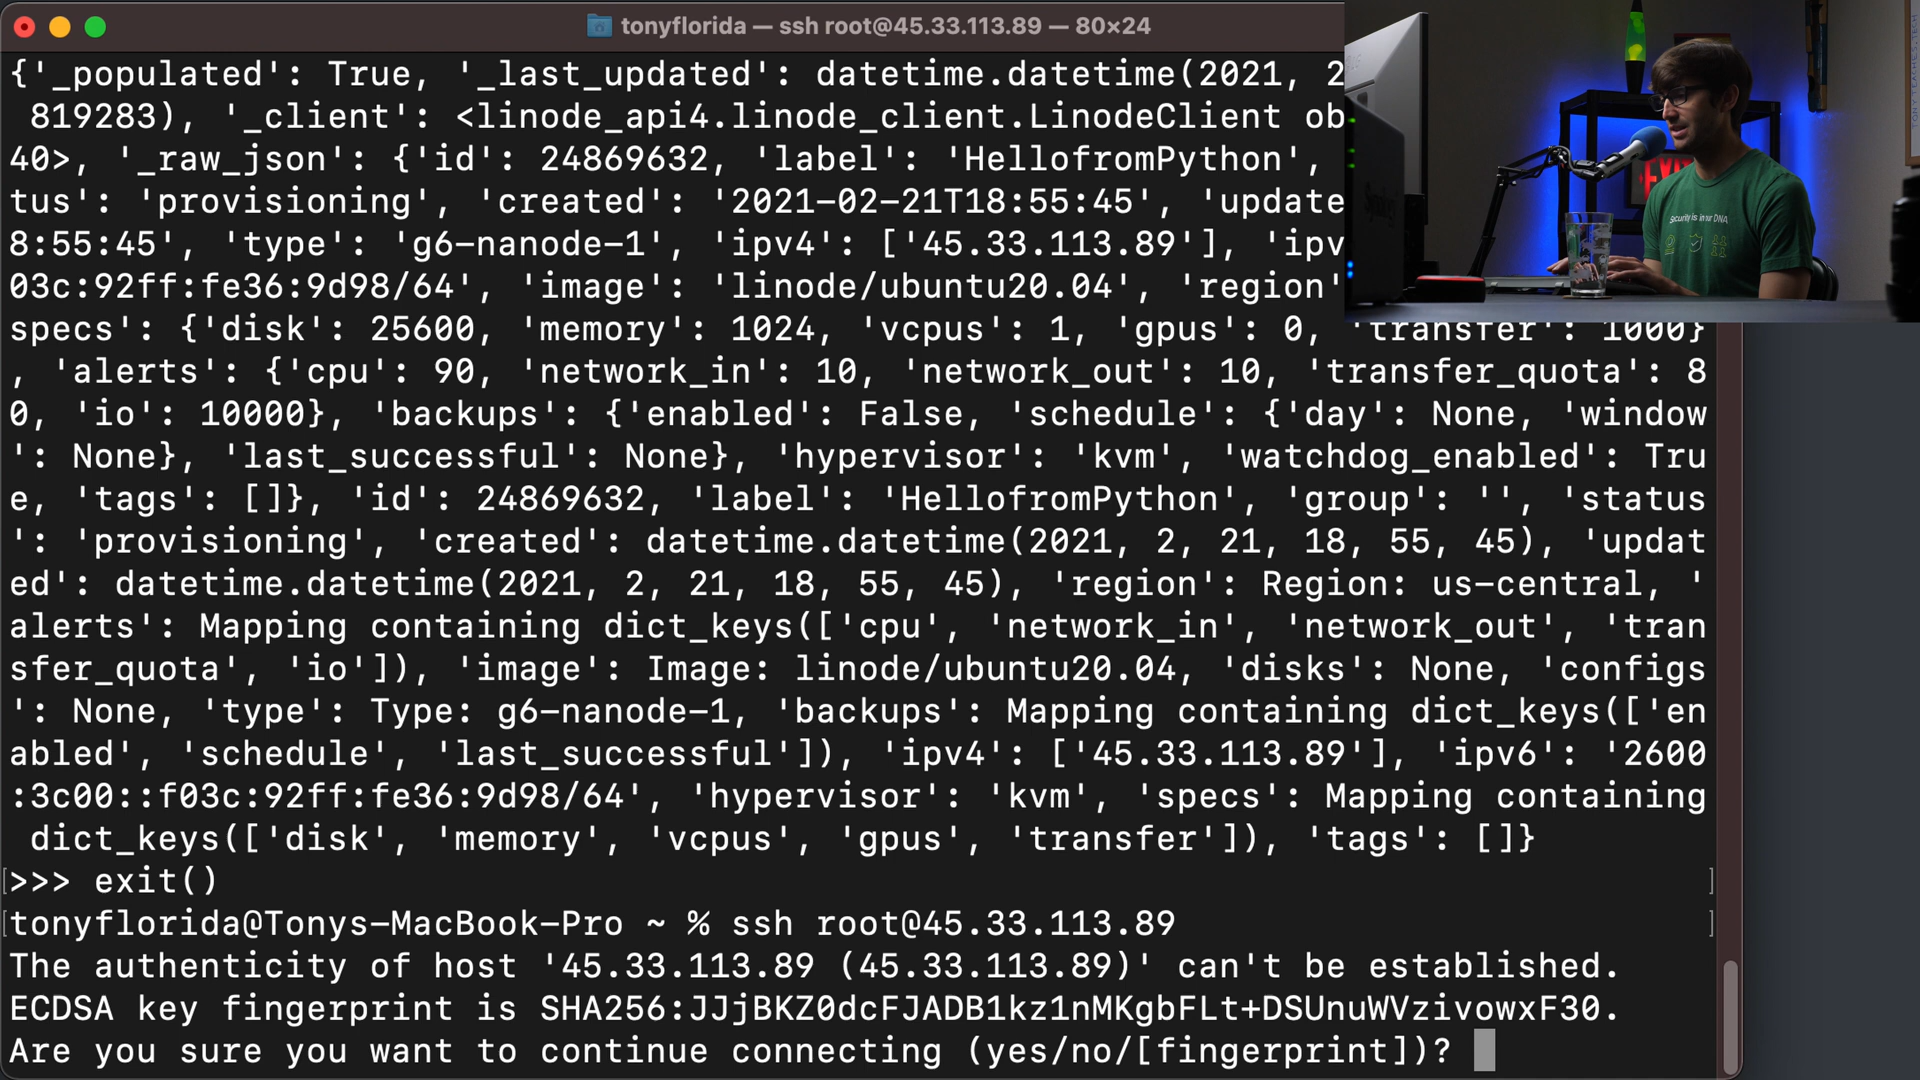 tonyflorida — ssh root@45.33.113.89 — 80×24
{'_populated': True, '_last_updated': datetime.datetime(2021, 2
819283), '_client': <linode_api4.linode_client.LinodeClient ob
40>, '_raw_json': {'id': 24869632, 'label': 'HellofromPython',
tus': 'provisioning', 'created': '2021-02-21T18:55:45', 'update
8:55:45', 'type': 'g6-nanode-1', 'ipv4': ['45.33.113.89'], 'ipv
03c:92ff:fe36:9d98/64', 'image': 'linode/ubuntu20.04', 'region'
specs': {'disk': 25600, 'memory': 1024, 'vcpus': 1, 'gpus': 0, 'transfer': 1000}
, 'alerts': {'cpu': 90, 'network_in': 10, 'network_out': 10, 'transfer_quota': 8
0, 'io': 10000}, 'backups': {'enabled': False, 'schedule': {'day': None, 'window
': None}, 'last_successful': None}, 'hypervisor': 'kvm', 'watchdog_enabled': Tru
e, 'tags': []}, 'id': 24869632, 'label': 'HellofromPython', 'group': '', 'status
': 'provisioning', 'created': datetime.datetime(2021, 2, 21, 18, 55, 45), 'updat
ed': datetime.datetime(2021, 2, 21, 18, 55, 45), 'region': Region: us-central, '
alerts': Mapping containing dict_keys(['cpu', 'network_in', 'network_out', 'tran
sfer_quota', 'io']), 'image': Image: linode/ubuntu20.04, 'disks': None, 'configs
': None, 'type': Type: g6-nanode-1, 'backups': Mapping containing dict_keys(['en
abled', 'schedule', 'last_successful']), 'ipv4': ['45.33.113.89'], 'ipv6': '2600
:3c00::f03c:92ff:fe36:9d98/64', 'hypervisor': 'kvm', 'specs': Mapping containing
dict_keys(['disk', 'memory', 'vcpus', 'gpus', 'transfer']), 'tags': []}
[>>> exit() ]
[tonyflorida@Tonys-MacBook-Pro ~ % ssh root@45.33.113.89 ]
The authenticity of host '45.33.113.89 (45.33.113.89)' can't be established.
ECDSA key fingerprint is SHA256:JJjBKZ0dcFJADB1kz1nMKgbFLt+DSUnuWVzivowxF30.
Are you sure you want to continue connecting (yes/no/[fingerprint])?
Security is in our DNA
EXIT